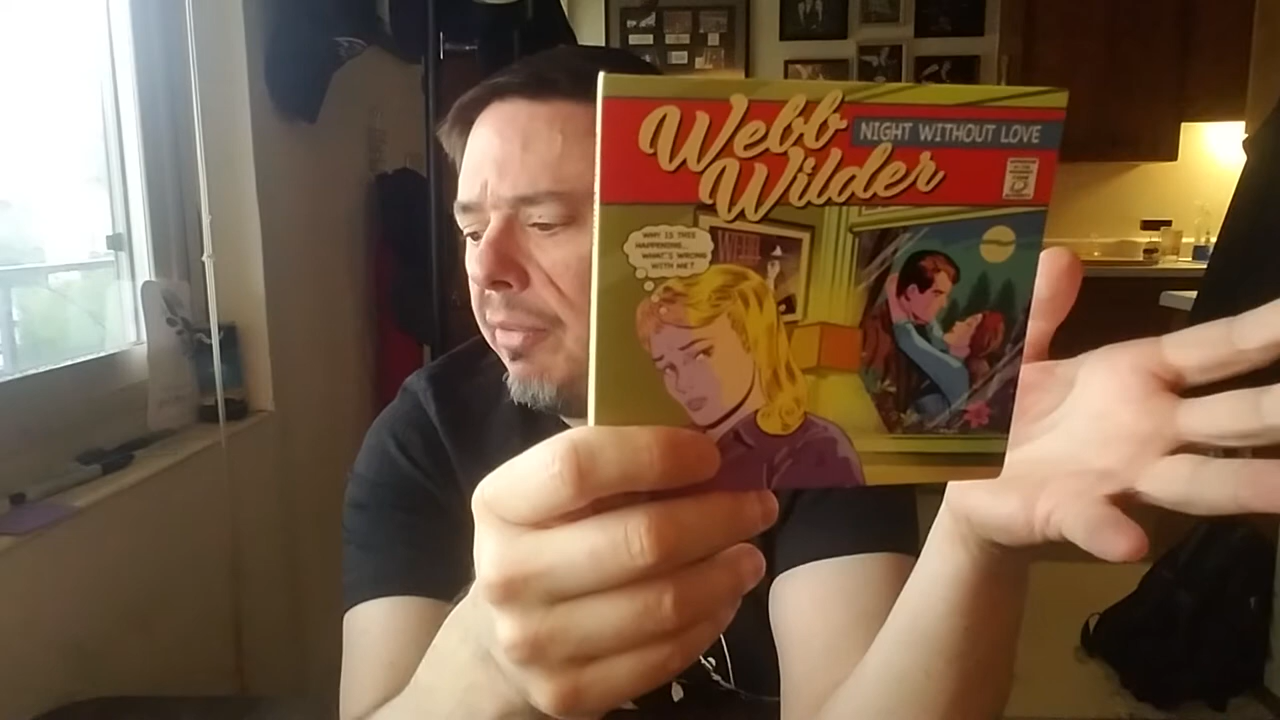 Webb
Wilder
NIGHT WITHOUT LOVE
WHY IS THIS
HAPPENING...
WHAT'S WRONG
WITH ME?
WEBB